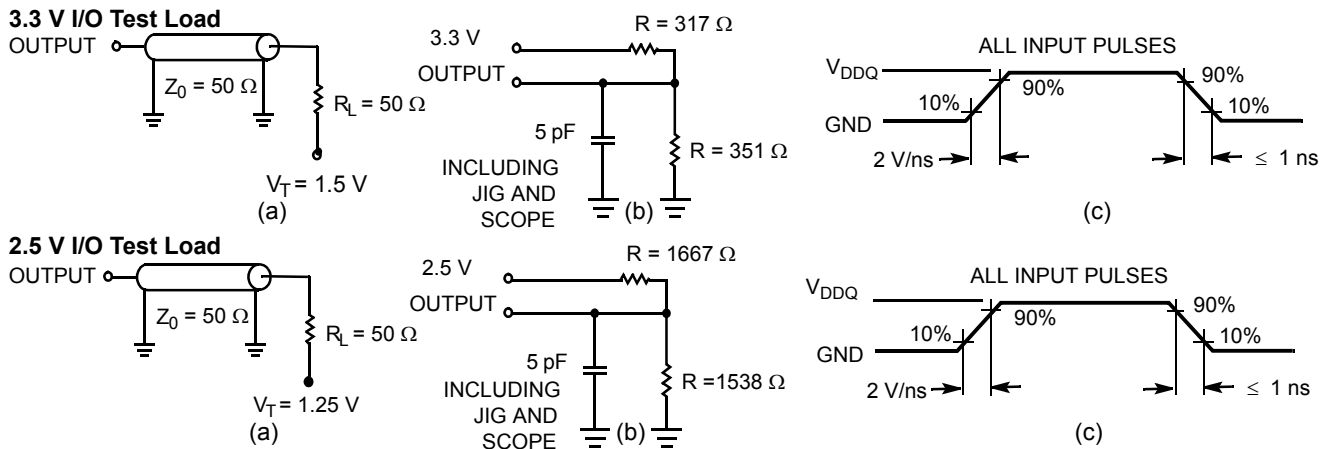 3.3 V I/O Test Load
OUTPUT
Z0 = 50 Ω
RL = 50 Ω
VT = 1.5 V
(a)
3.3 V
OUTPUT
R = 317 Ω
5 pF
INCLUDING
JIG AND
SCOPE
R = 351 Ω
(b)
ALL INPUT PULSES
VDDQ
GND
10%
90%
90%
10%
2 V/ns
≤ 1 ns
(c)
2.5 V I/O Test Load
OUTPUT
Z0 = 50 Ω
RL = 50 Ω
VT = 1.25 V
(a)
2.5 V
OUTPUT
R = 1667 Ω
5 pF
INCLUDING
JIG AND
SCOPE
R =1538 Ω
(b)
ALL INPUT PULSES
VDDQ
GND
10%
90%
90%
10%
2 V/ns
≤ 1 ns
(c)